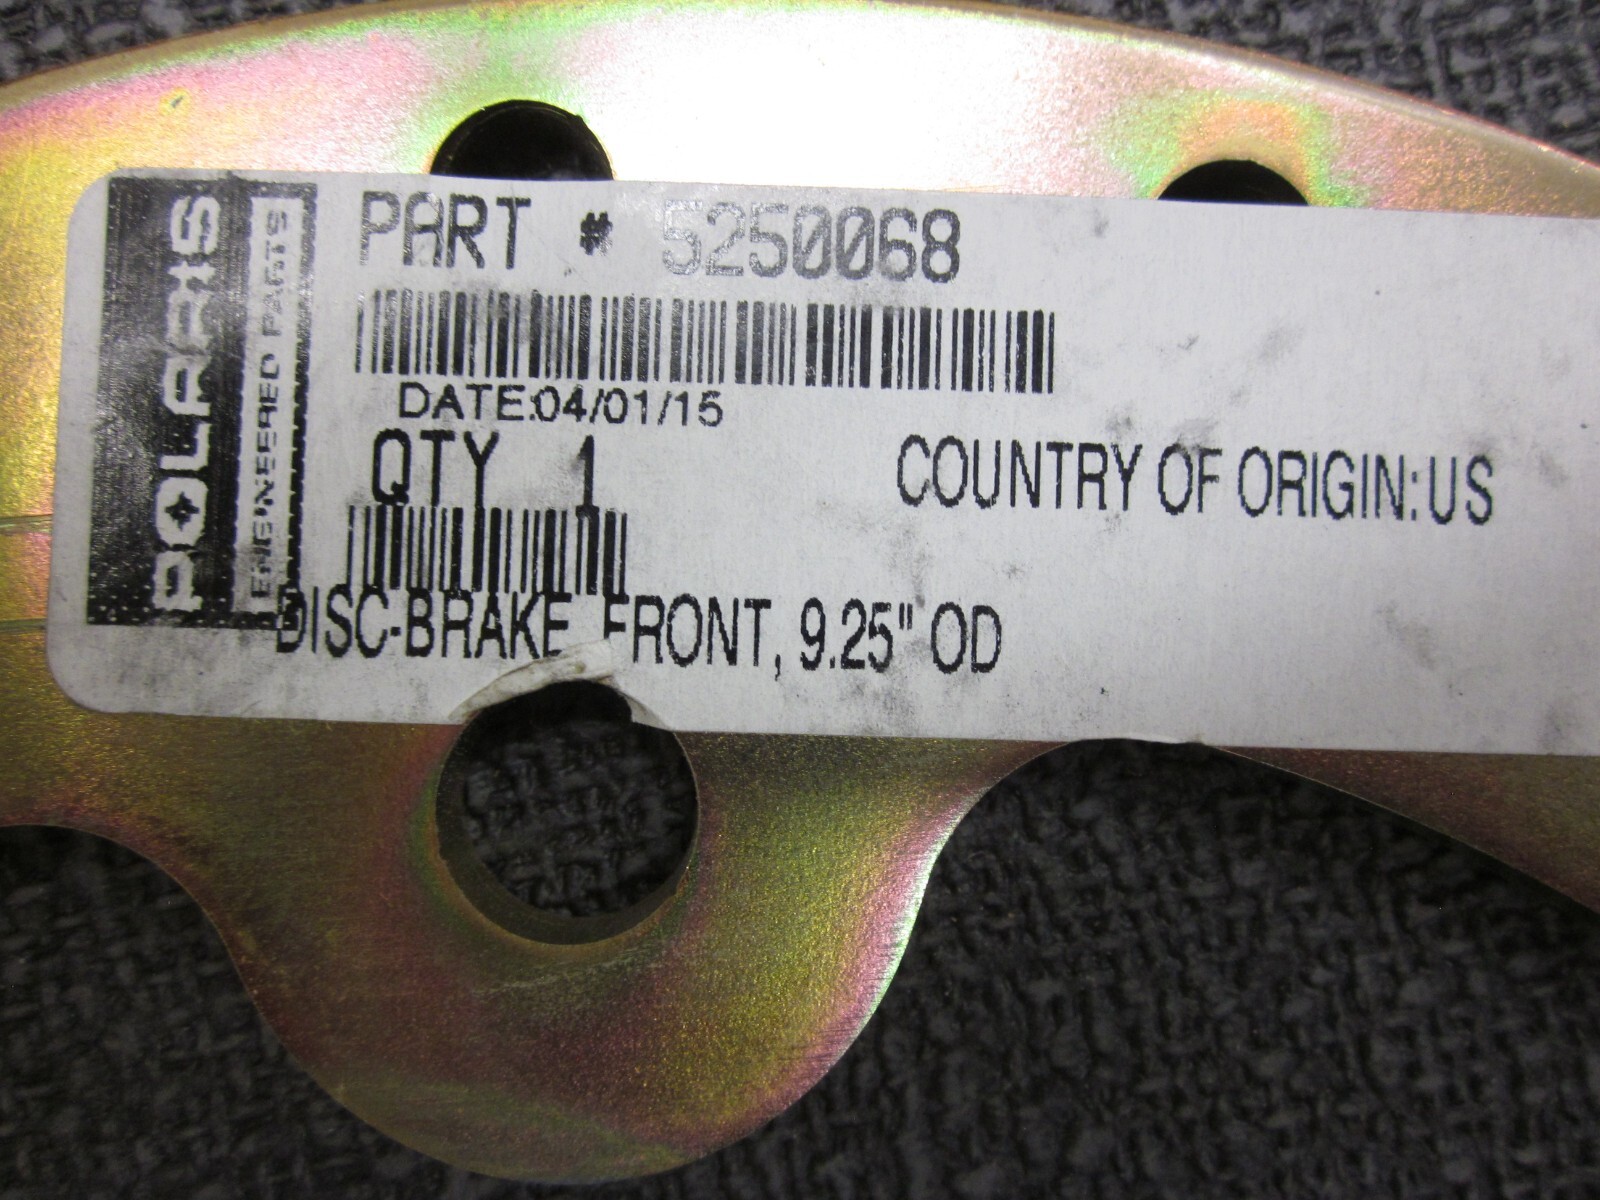 POLARIS
ENGINEERED PARTS
PART # 5250068
DATE:04/01/15
QTY 1
COUNTRY OF ORIGIN:US
DISC-BRAKE, FRONT, 9.25" OD